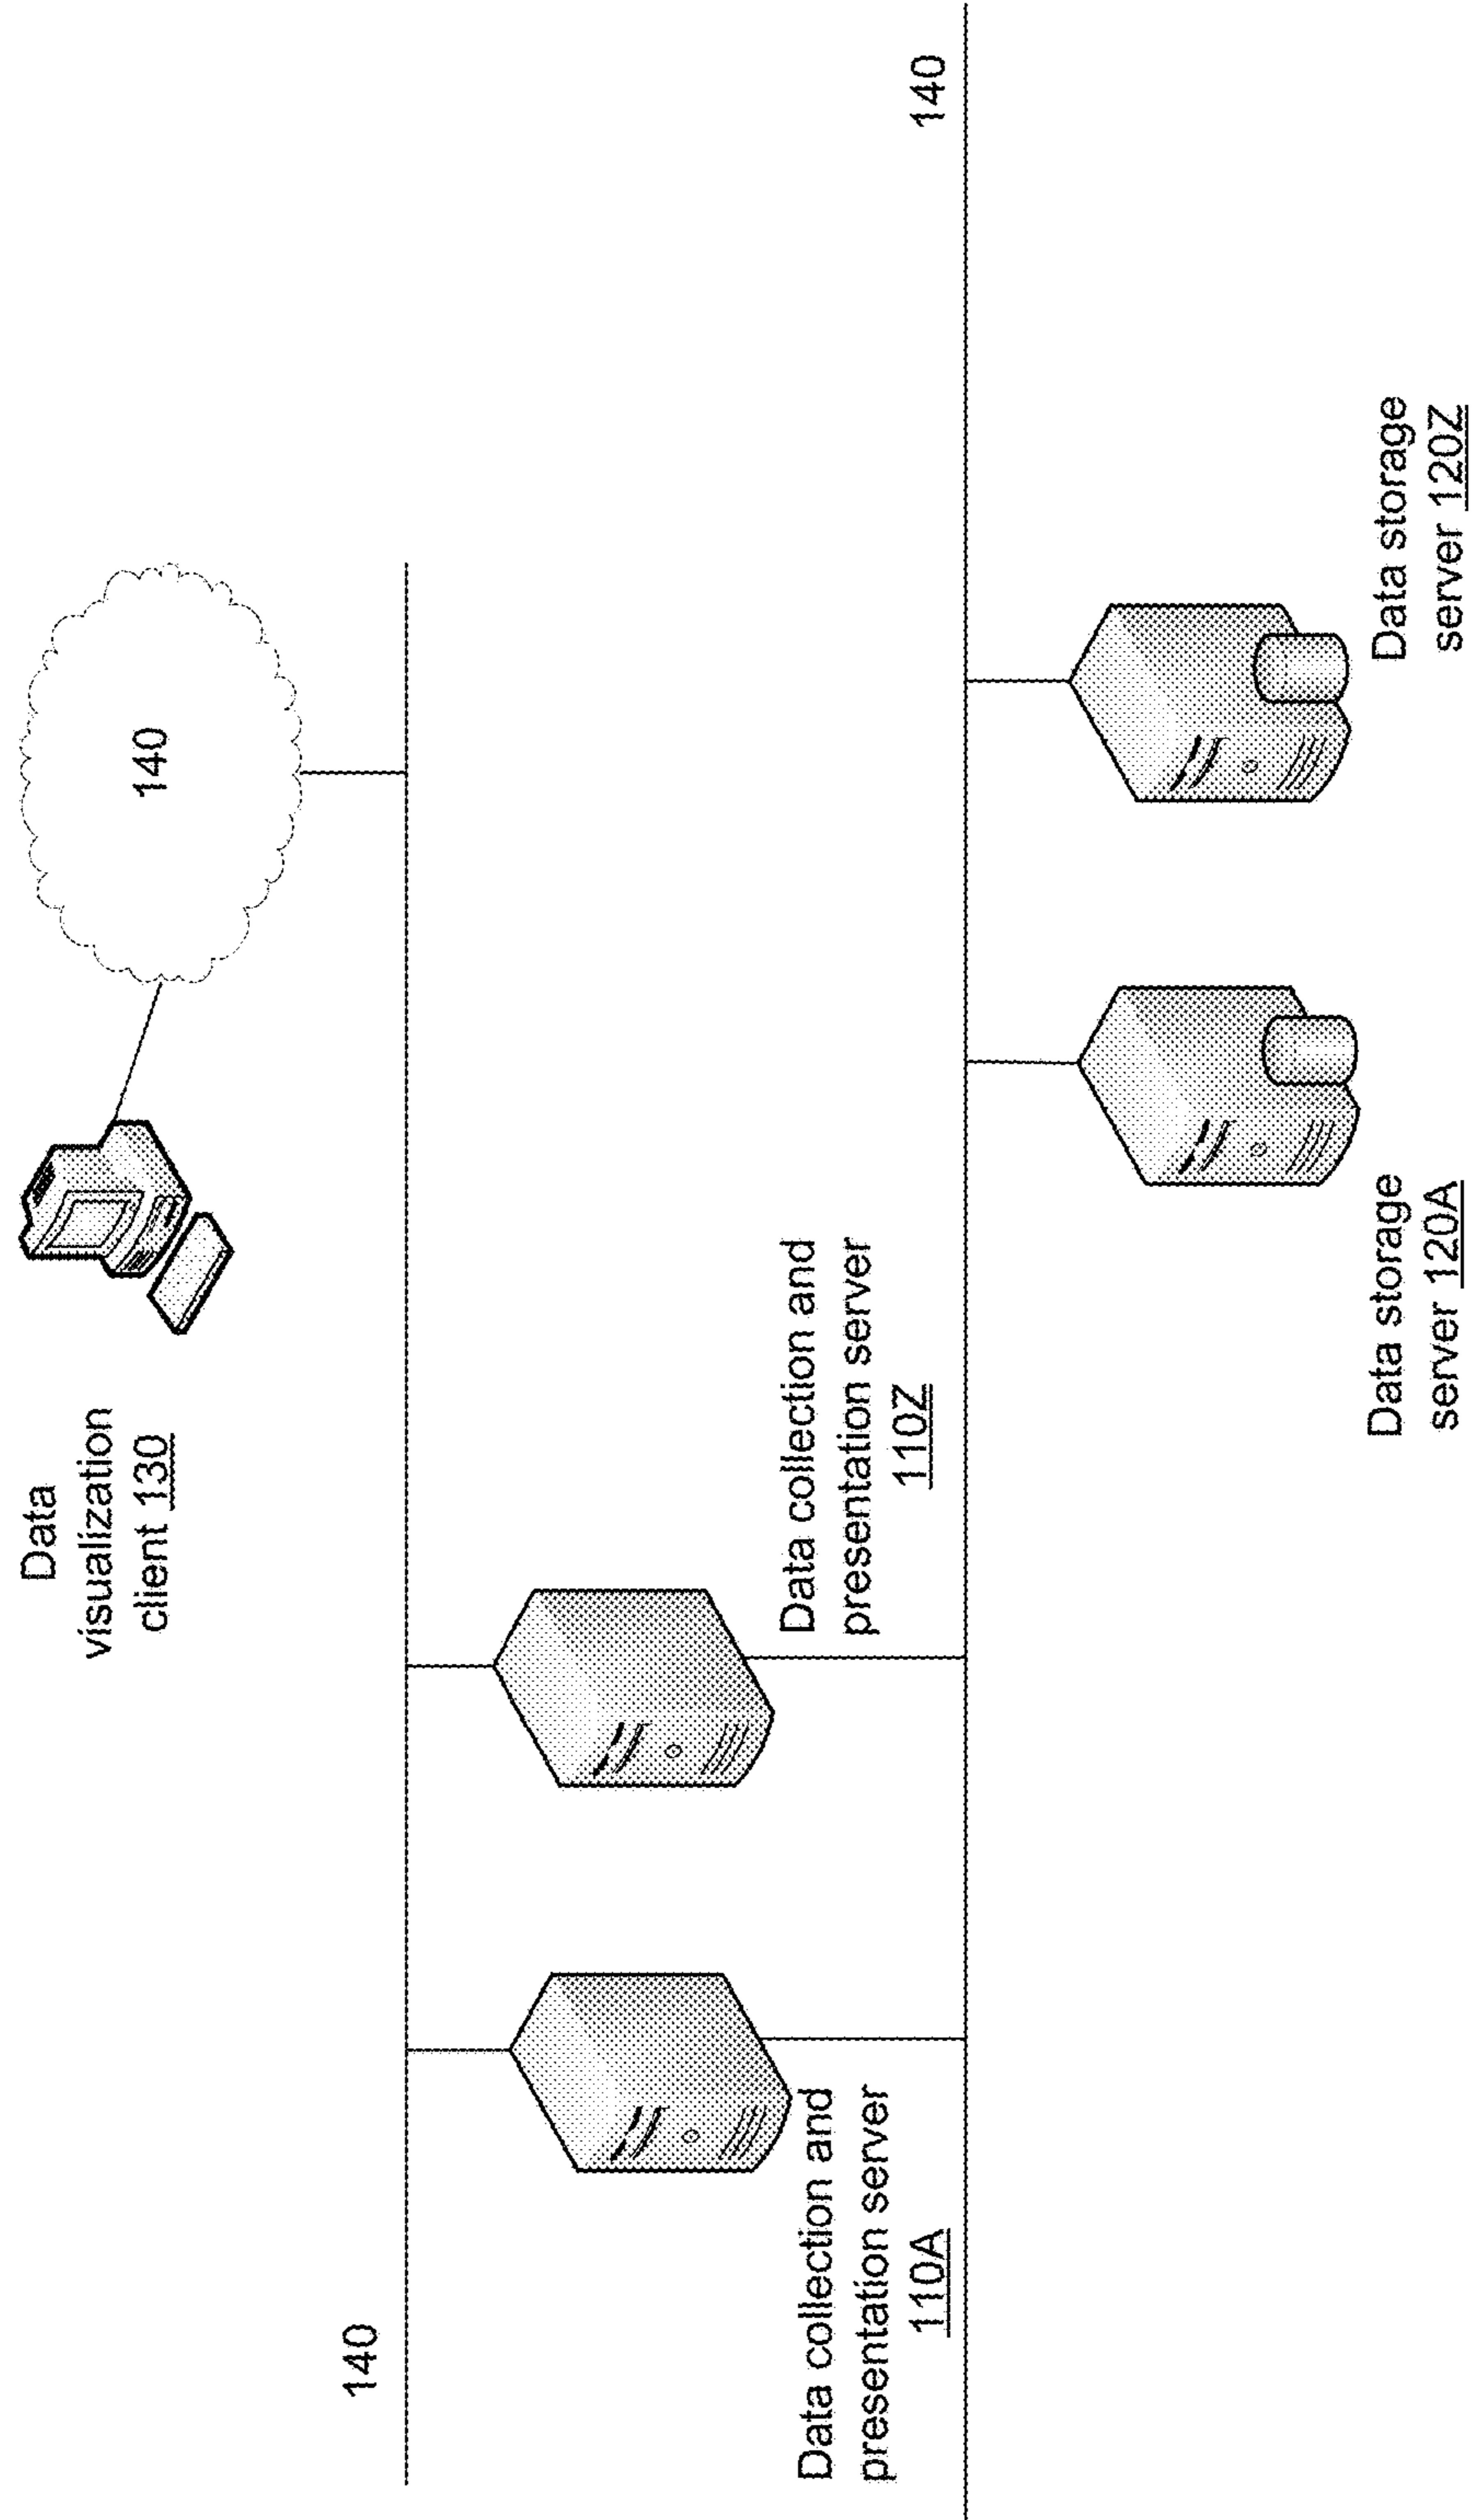 Data
visualization
client 130
140
140
Data collection and
presentation server
110A
Data collection and
presentation server
110Z
140
Data storage
server 120A
Data storage
server 120Z